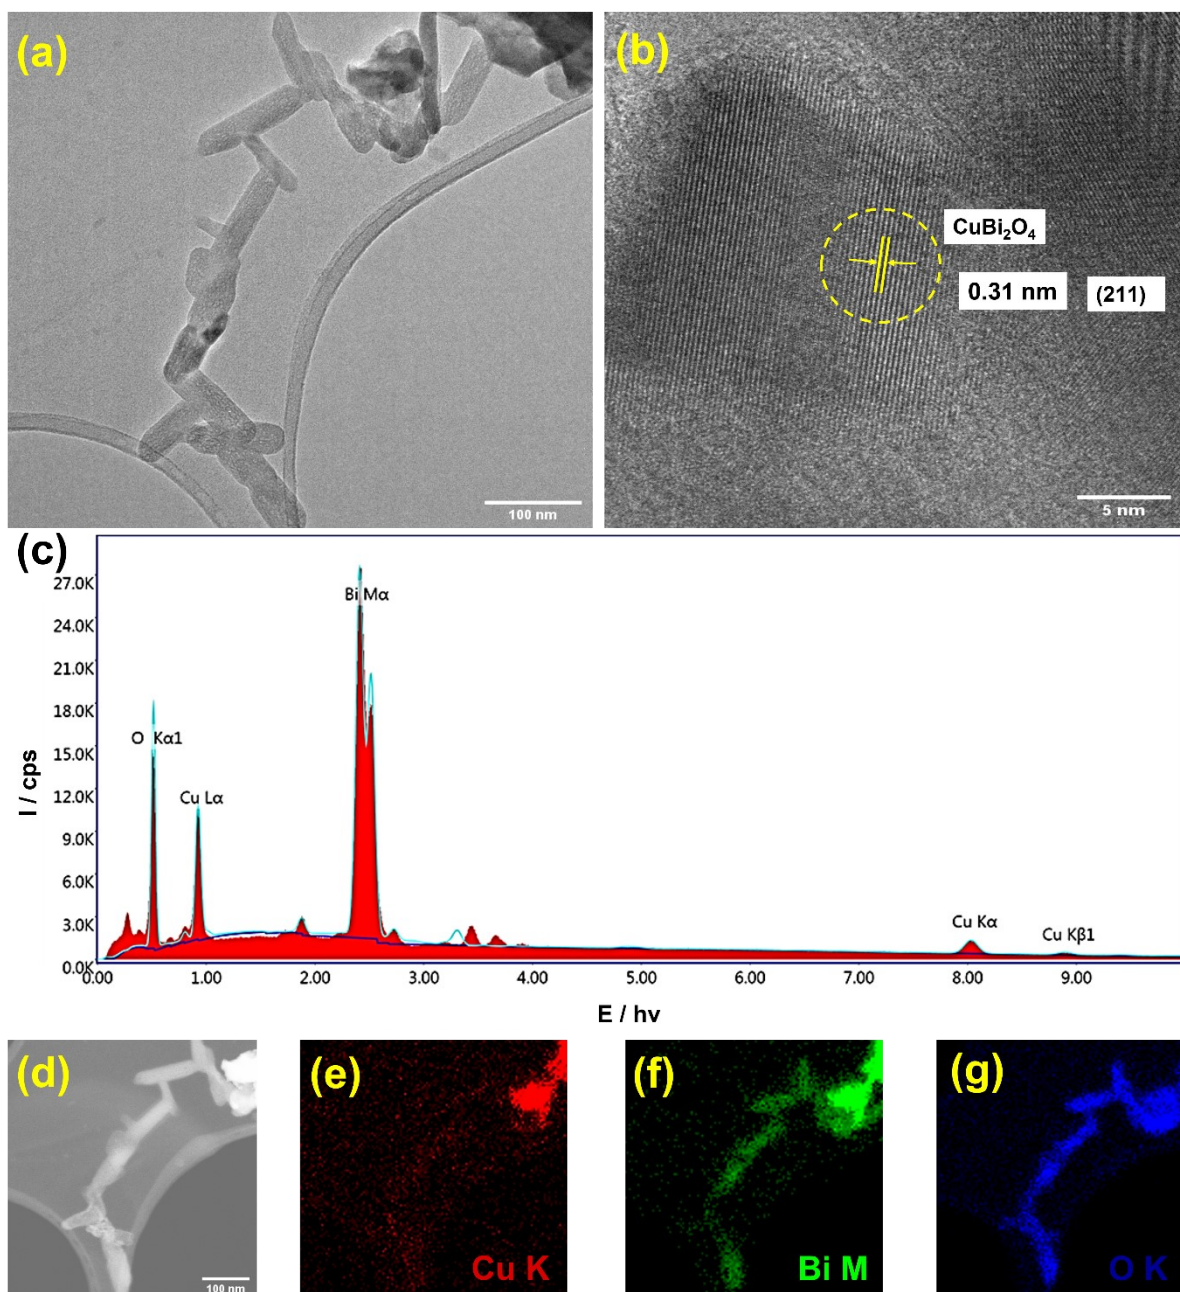 (a)
100 nm
(b)
CuBi₂O₄
0.31 nm (211)
5 nm
(c)
I / cps
27.0K
24.0K
21.0K
18.0K
15.0K
12.0K
9.0K
6.0K
3.0K
0.0K
O Kα1
Cu Lα
Bi Mα
Cu Kα
Cu Kβ1
0.00 1.00 2.00 3.00 4.00 5.00 6.00 7.00 8.00 9.00
E / hv
(d)
100 nm
(e)
Cu K
(f)
Bi M
(g)
O K